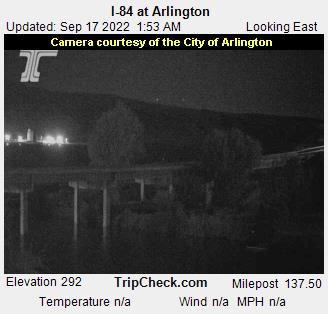 I-84 at Arlington
Updated: Sep 17 2022 1:53 AM Looking East
Camera courtesy of the City of Arlington
Elevation 292 TripCheck.com Milepost 137.50
Temperature n/a Wind n/a MPH n/a